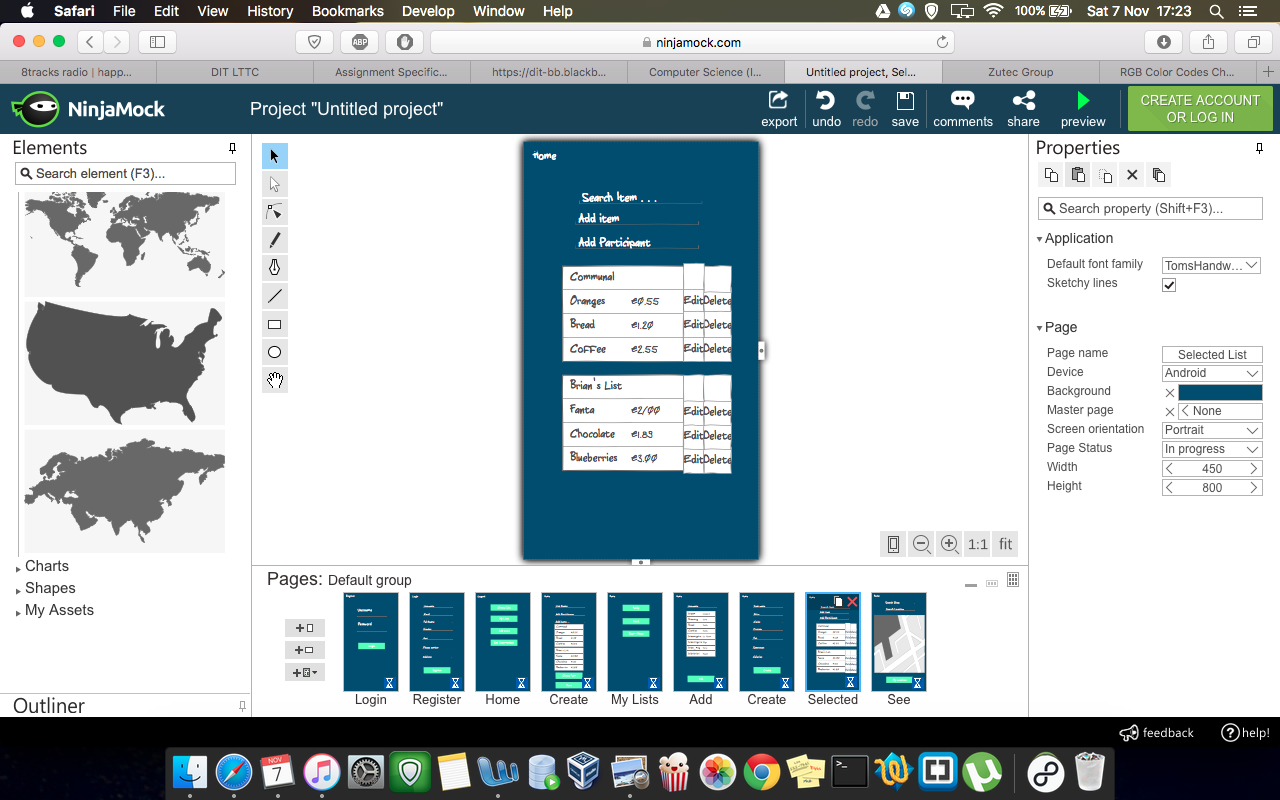 Safari File Edit View History Bookmarks Develop Window Help 100% Sat 7 Nov 17:23
ABP ninjamock.com
8tracks radio | happ... DIT LTTC Assignment Specific... https://dit-bb.blackb... Computer Science (I... Untitled project, Sel... Zutec Group RGB Color Codes Ch...
NinjaMock Project "Untitled project" export undo redo save comments share preview CREATE ACCOUNT OR LOG IN
Elements
Search element (F3)...
Charts
Shapes
My Assets
Outliner
Home
Search Item . . .
Add item
Add Participant
Communal
Oranges €0.55 Edit Delete
Bread €1.20 Edit Delete
Coffee €2.55 Edit Delete
Brian's List
Fanta €2/00 Edit Delete
Chocolate €1.89 Edit Delete
Blueberries €3.00 Edit Delete
1:1 fit
Pages: Default group
Login Register Home Create My Lists Add Create Selected See
Properties
Search property (Shift+F3)...
Application
Default font family TomsHandw...
Sketchy lines
Page
Page name Selected List
Device Android
Background
Master page None
Screen orientation Portrait
Page Status In progress
Width 450
Height 800
feedback help!
NOV
7